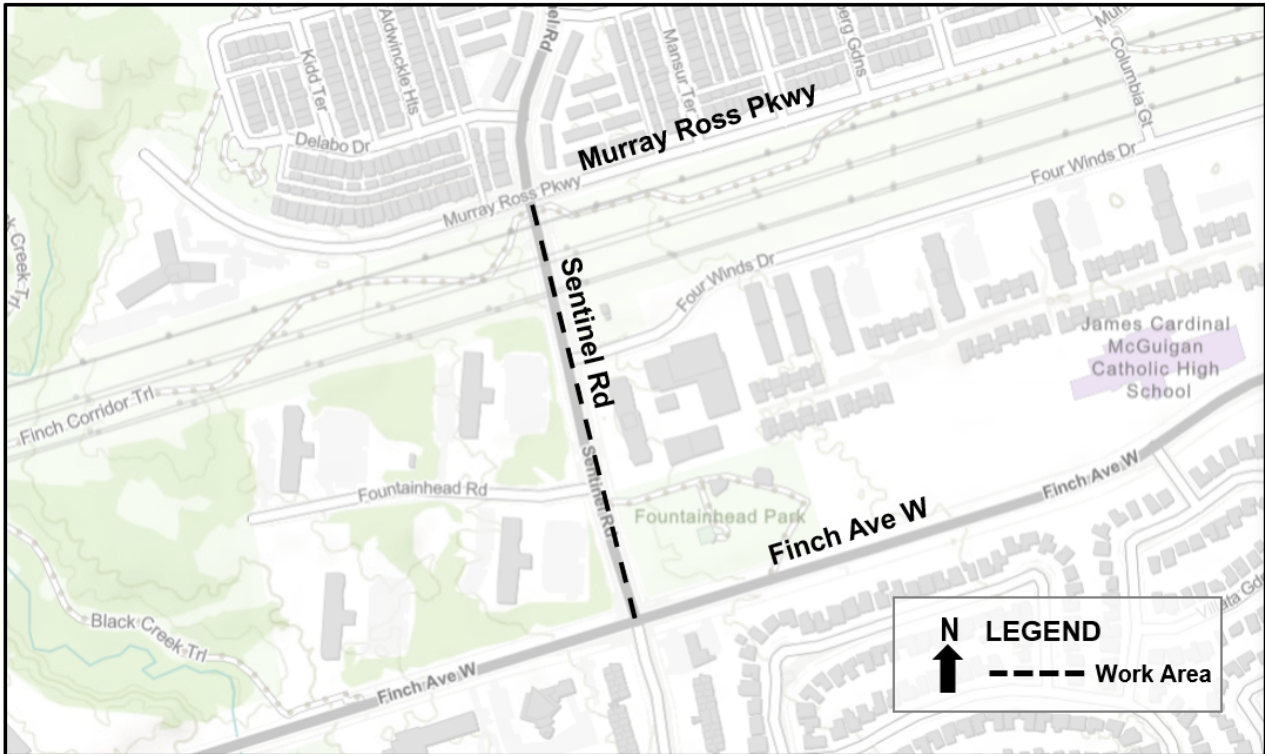 Kidd Ter
Aldwinckle Hts
Mansur Ter
Gdns
Columbia Gt
Delabo Dr
Murray Ross Pkwy
Murray Ross Pkwy
Four Winds Dr
Four Winds Dr
Sentinel Rd
Sentinel Rd
James Cardinal
McGuigan
Catholic High
School
Finch Corridor Trl
Fountainhead Rd
Fountainhead Park
Finch Ave W
Finch Ave W
Finch Ave W
Black Creek Trl
N LEGEND
Work Area